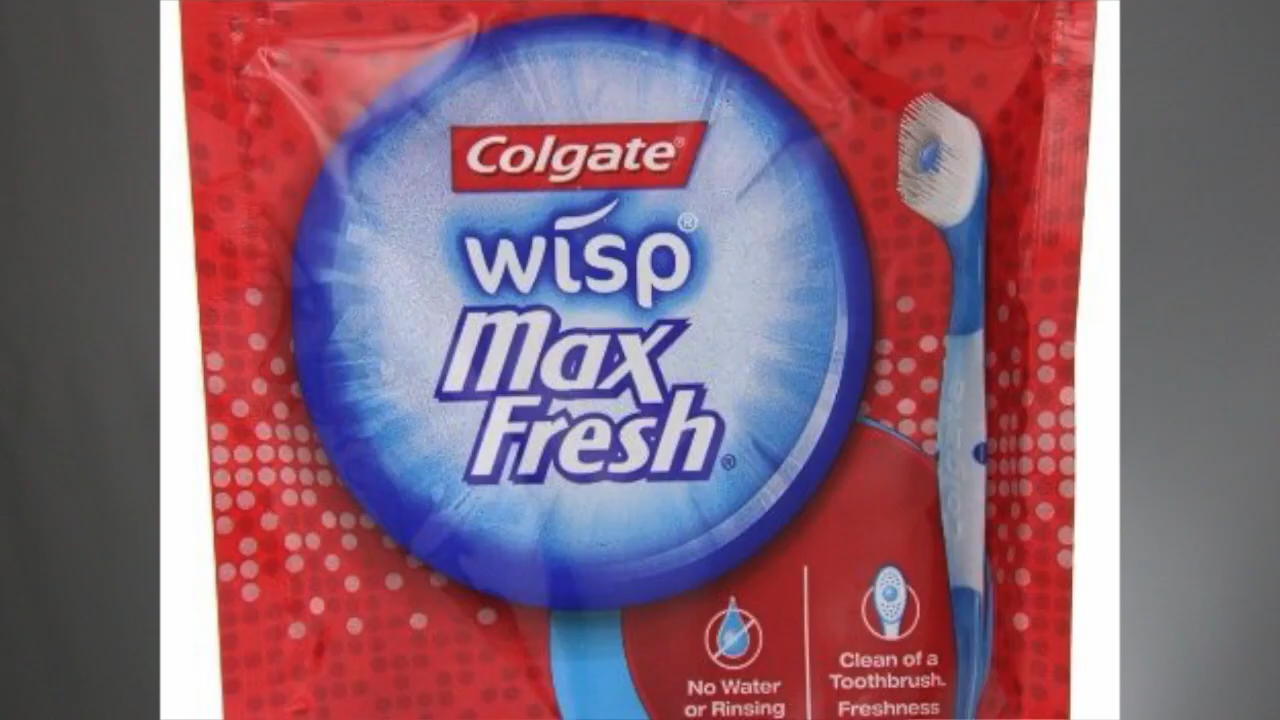 Colgate®
wisp®
Max
Fresh®
No Water
or Rinsing
Clean of a
Toothbrush.
Freshness